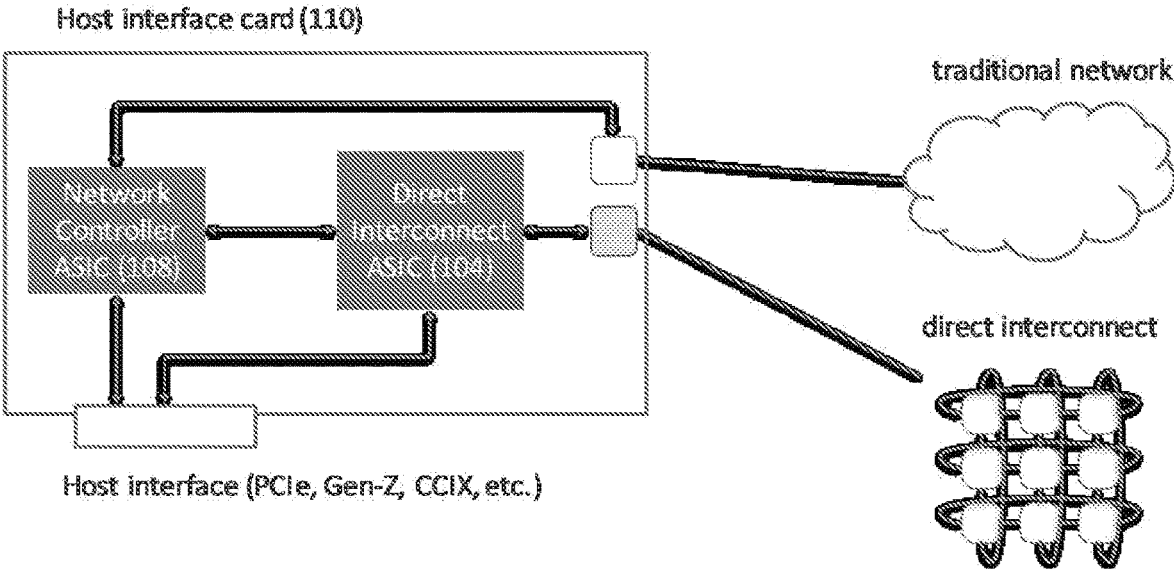 Host interface card (110)
traditional network
Network
Controller
ASIC (108)
Direct
Interconnect
ASIC (104)
direct interconnect
Host interface (PCIe, Gen-Z, CCIX, etc.)